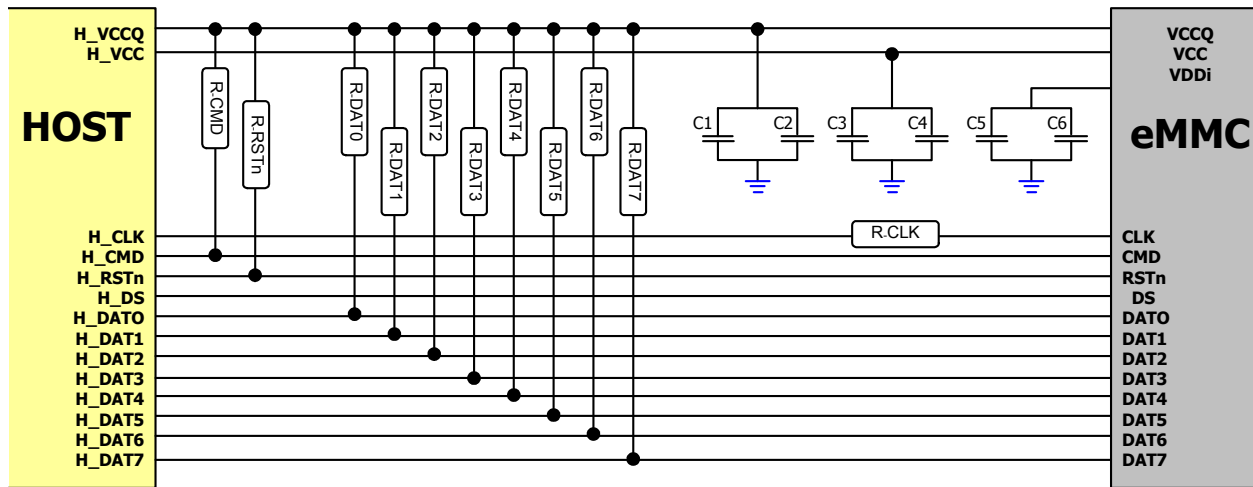 H_VCCQ
H_VCC
HOST
R.CMD
R.RSTn
R.DAT0
R.DAT1
R.DAT2
R.DAT3
R.DAT4
R.DAT5
R.DAT6
R.DAT7
C1
C2
C3
C4
C5
C6
VCCQ
VCC
VDDi
eMMC
R.CLK
H_CLK
H_CMD
H_RSTn
H_DS
H_DATO
H_DAT1
H_DAT2
H_DAT3
H_DAT4
H_DAT5
H_DAT6
H_DAT7
CLK
CMD
RSTn
DS
DATO
DAT1
DAT2
DAT3
DAT4
DAT5
DAT6
DAT7